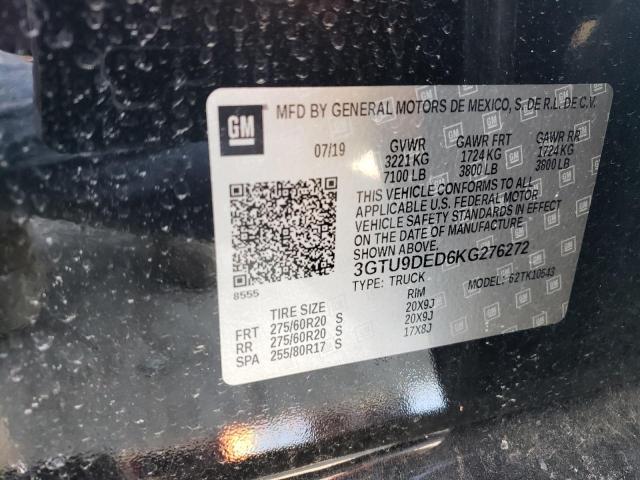 GM
MFD BY GENERAL MOTORS DE MEXICO, S. DE R.L. DE C.V.
07/19 GVWR GAWR FRT GAWR RR
3221 KG 1724 KG 1724 KG
7100 LB 3800 LB 3800 LB
THIS VEHICLE CONFORMS TO ALL
APPLICABLE U.S. FEDERAL MOTOR
VEHICLE SAFETY STANDARDS IN EFFECT
ON THE DATE OF MANUFACTURE
SHOWN ABOVE.
3GTU9DED6KG276272
TYPE: TRUCK MODEL: S2TK10543
8555
TIRE SIZE RIM
FRT 275/60R20 S 20X9J
RR 275/60R20 S 20X9J
SPA 255/80R17 S 17X8J